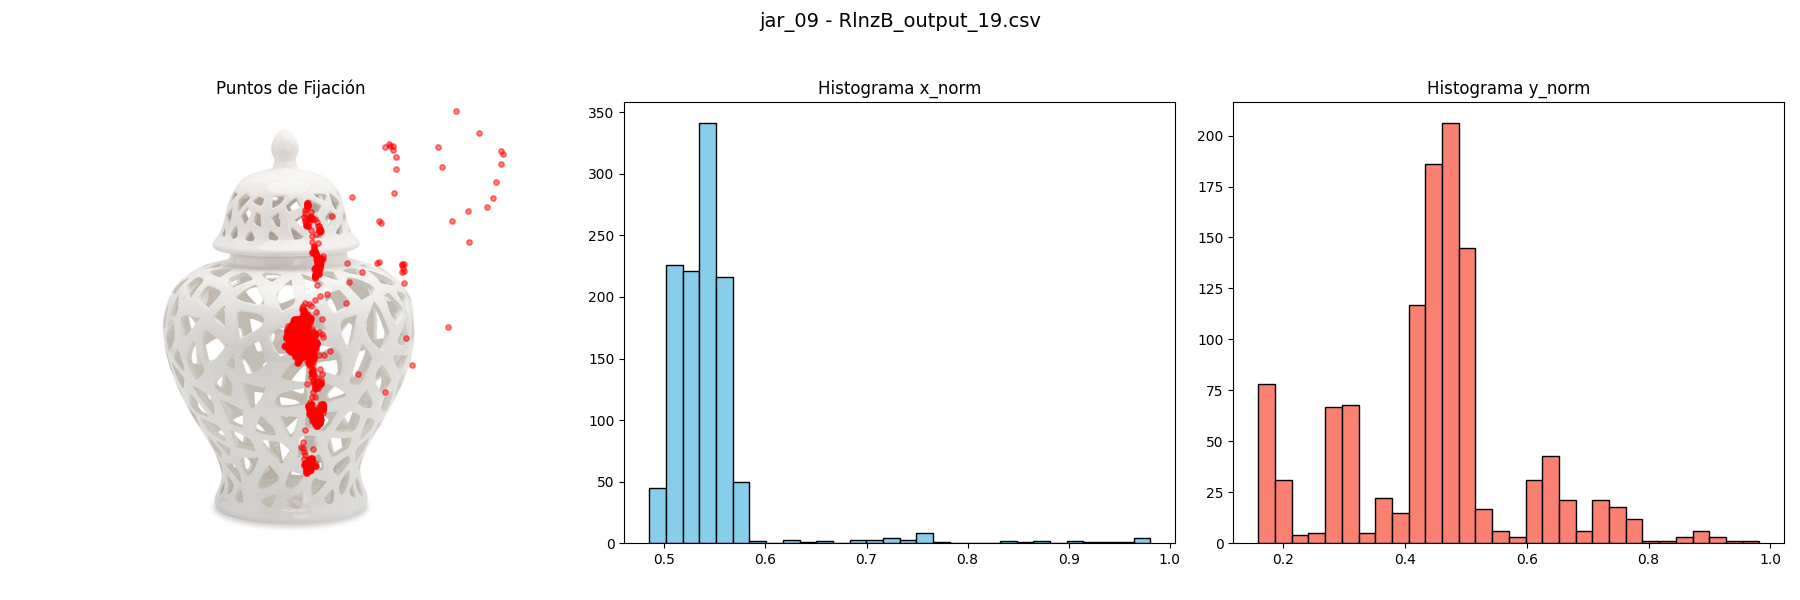 jar_09 - RlnzB_output_19.csv
Puntos de Fijación
Histograma x_norm
350
300
250
200
150
100
50
0
0.5 0.6 0.7 0.8 0.9 1.0
Histograma y_norm
200
175
150
125
100
75
50
25
0
0.2 0.4 0.6 0.8 1.0